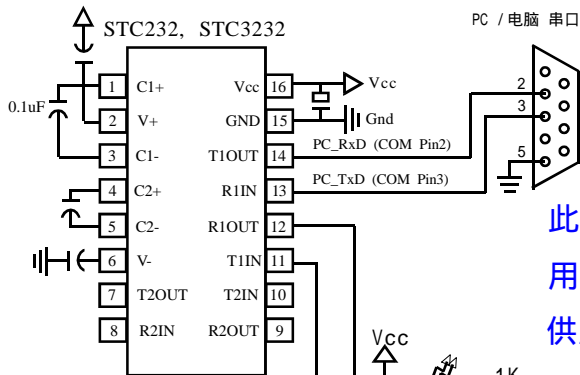 STC232, STC3232
PC / 电脑 串口
1 C1+ Vcc 16 Vcc
0.1uF
2 V+ GND 15 Gnd
3 C1- T1OUT 14 PC_RxD (COM Pin2) 2
4 C2+ R1IN 13 PC_TxD (COM Pin3) 3
5 C2- R1OUT 12 5
6 V- T1IN 11
7 T2OUT T2IN 10
8 R2IN R2OUT 9
此
用
供
Vcc
1K